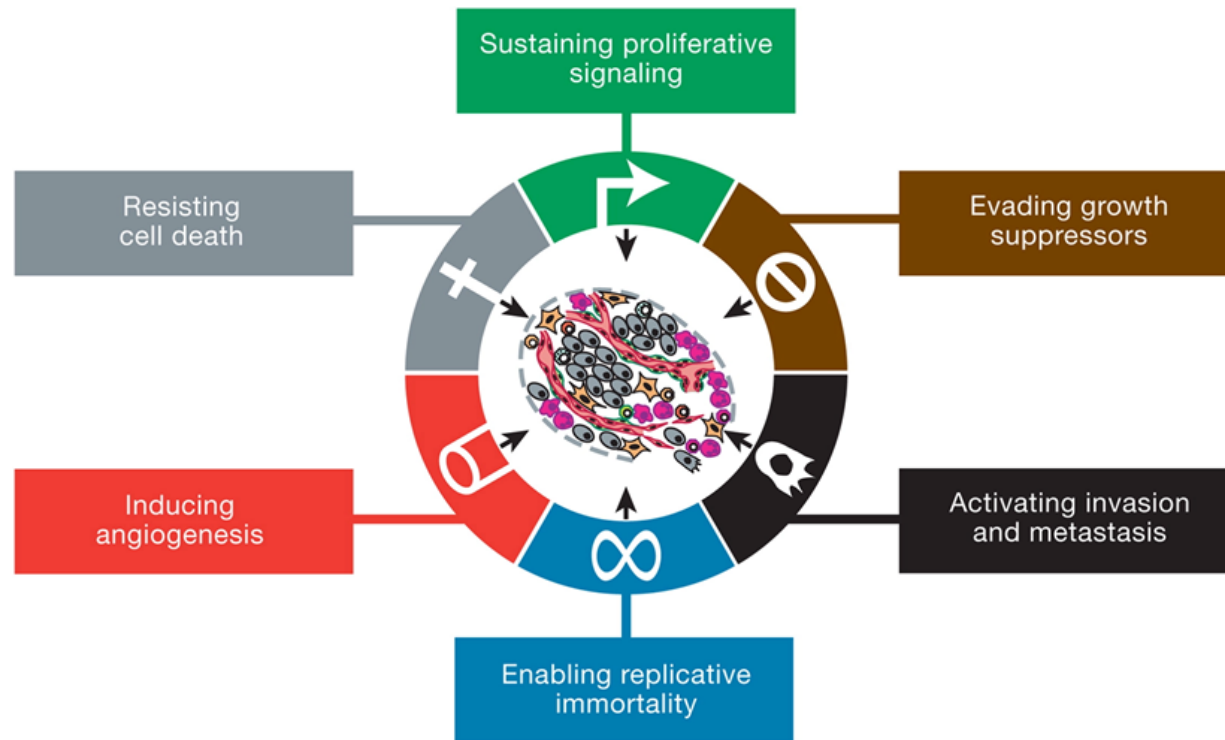 Sustaining proliferative
signaling
Resisting
cell death
Evading growth
suppressors
Inducing
angiogenesis
Activating invasion
and metastasis
Enabling replicative
immortality